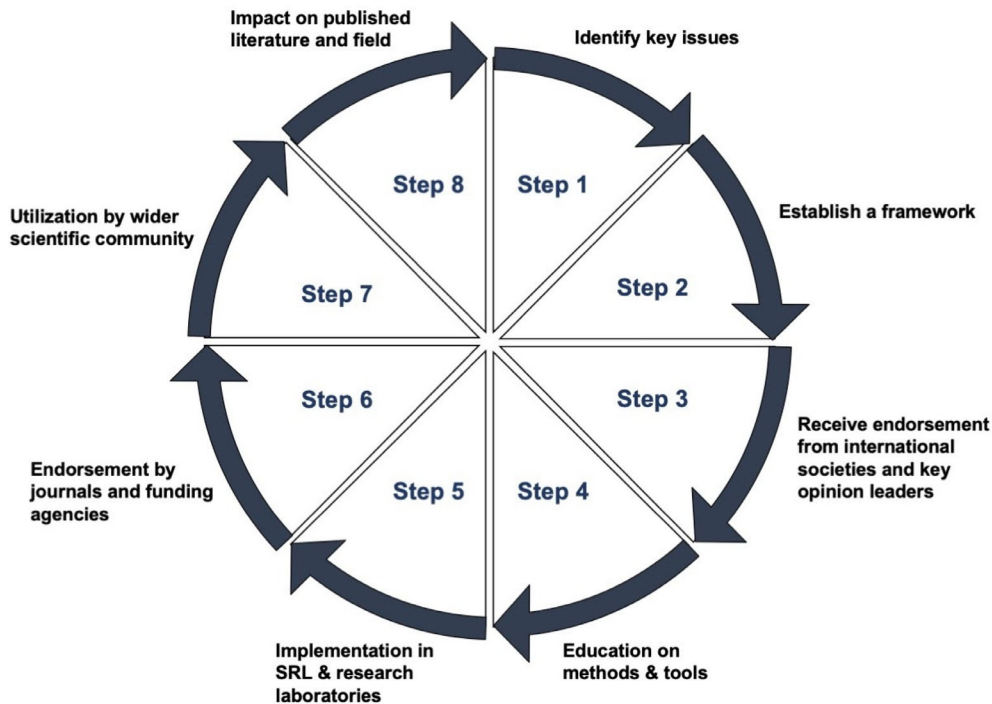 Impact on published
literature and field
Identify key issues
Step 8
Step 1
Utilization by wider
scientific community
Establish a framework
Step 7
Step 2
Step 6
Step 3
Endorsement by
journals and funding
agencies
Receive endorsement
from international
societies and key
opinion leaders
Step 5
Step 4
Implementation in
SRL & research
laboratories
Education on
methods & tools